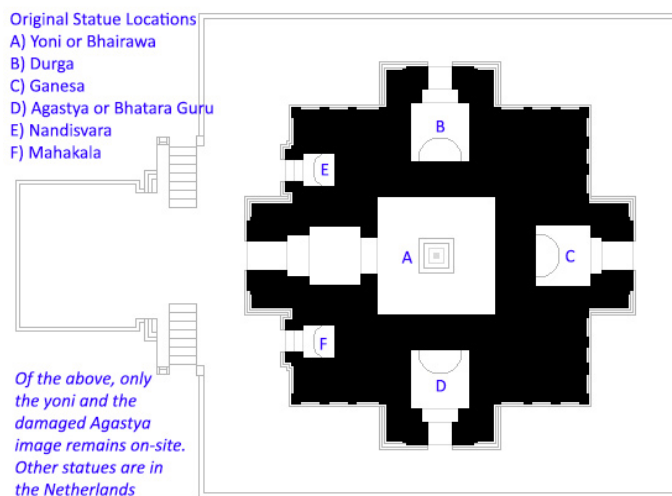 Original Statue Locations
A) Yoni or Bhairawa
B) Durga
C) Ganesa
D) Agastya or Bhatara Guru
E) Nandisvara
F) Mahakala
B
E
A
C
F
D
Of the above, only
the yoni and the
damaged Agastya
image remains on-site.
Other statues are in
the Netherlands